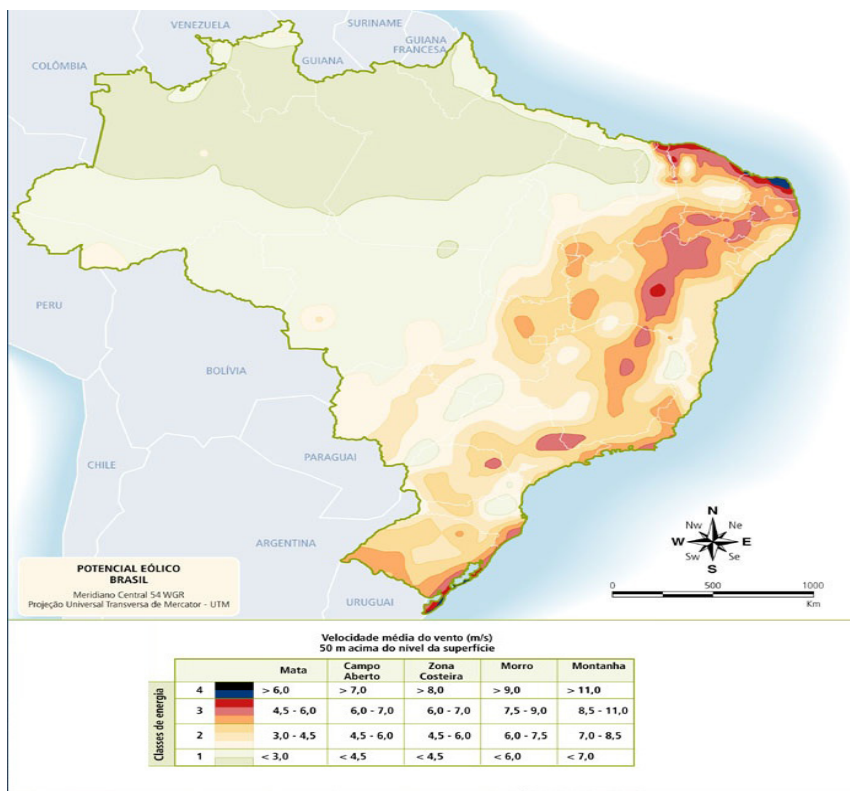 VENEZUELA
SURINAME
GUIANA
FRANCESA
GUIANA
COLÔMBIA
PERU
BOLÍVIA
PARAGUAI
CHILE
ARGENTINA
URUGUAI
N
Nw Ne
W E
Sw Se
S
0 500 1000
Km
POTENCIAL EÓLICO
BRASIL
Meridiano Central 54 WGR
Projeção Universal Transversa de Mercator - UTM
Velocidade média do vento (m/s)
50 m acima do nível da superfície
Classes de energia
Mata Campo Aberto Zona Costeira Morro Montanha
4 > 6,0 > 7,0 > 8,0 > 9,0 > 11,0
3 4,5 - 6,0 6,0 - 7,0 6,0 - 7,0 7,5 - 9,0 8,5 - 11,0
2 3,0 - 4,5 4,5 - 6,0 4,5 - 6,0 6,0 - 7,5 7,0 - 8,5
1 < 3,0 < 4,5 < 4,5 < 6,0 < 7,0